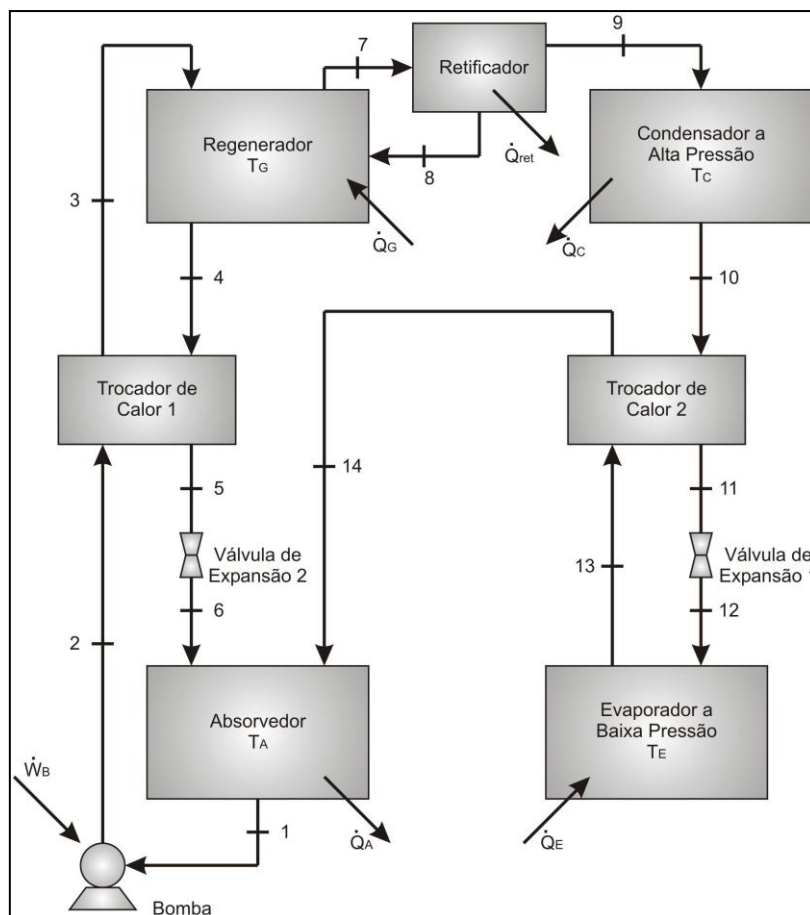 7
9
Retificador
Regenerador
TG
Condensador a
Alta Pressão
TC
Q̇ret
8
3
Q̇G
Q̇C
4
10
Trocador de
Calor 1
Trocador de
Calor 2
5
14
11
Válvula de
Expansão 2
13
Válvula de
Expansão 1
6
12
2
Absorvedor
TA
Evaporador a
Baixa Pressão
TE
ẆB
1
Q̇A
Q̇E
Bomba